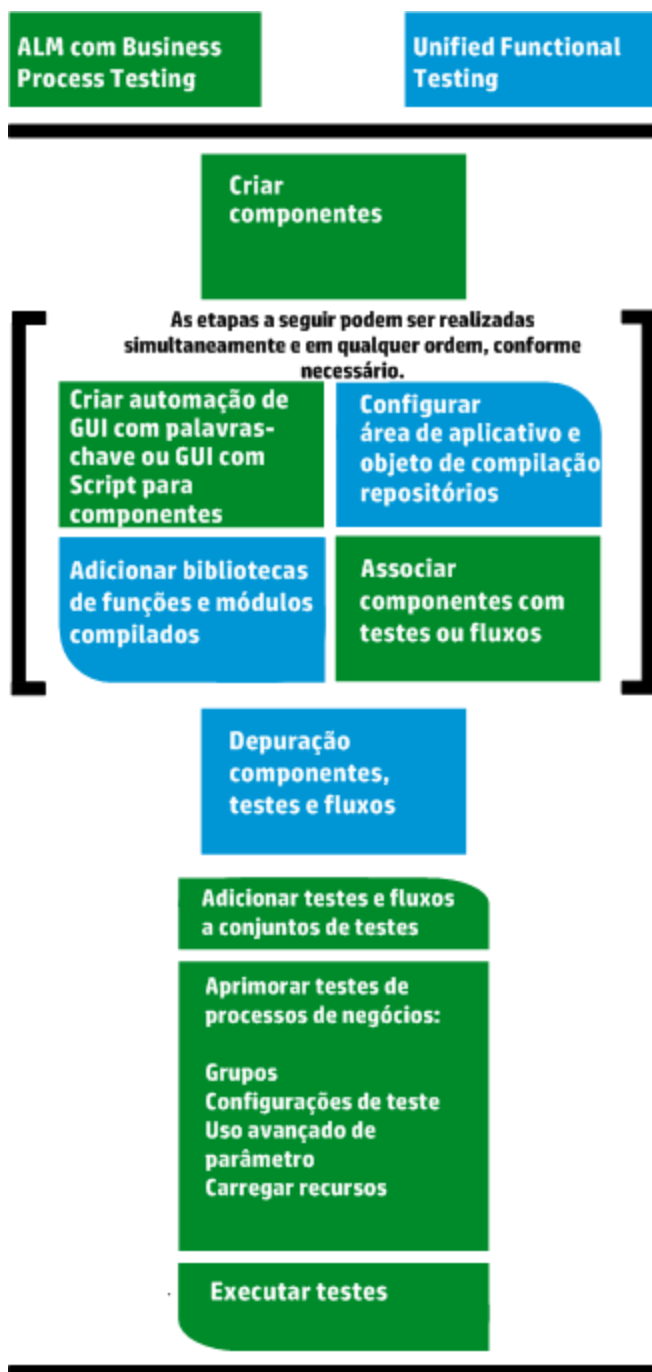 ALM com Business
Process Testing
Unified Functional
Testing
Criar
componentes
As etapas a seguir podem ser realizadas
simultaneamente e em qualquer ordem, conforme
necessário.
Criar automação de
GUI com palavras-
chave ou GUI com
Script para
componentes
Configurar
área de aplicativo e
objeto de compilação
repositórios
Adicionar bibliotecas
de funções e módulos
compilados
Associar
componentes com
testes ou fluxos
Depuração
componentes,
testes e fluxos
Adicionar testes e fluxos
a conjuntos de testes
Aprimorar testes de
processos de negócios:
Grupos
Configurações de teste
Uso avançado de
parâmetro
Carregar recursos
Executar testes